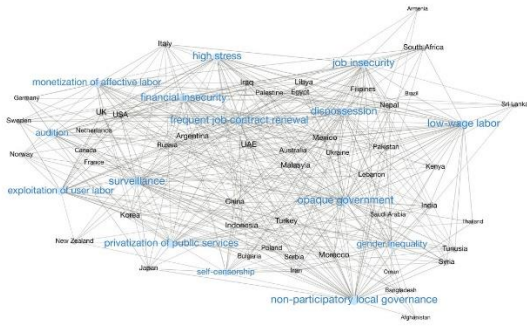 Armenia
Italy
South Africa
high stress
job insecurity
monetization of affective labor
Iraq
Libya
Filipines
Germany
Palestine
Egypt
Brazil
financial insecurity
Nepal
Sri Lanka
UK
USA
dispossession
Sweden
frequent job-contract renewal
low-wage labor
audition
Netherlands
Argentina
Mexico
Canada
Russia
UAE
Pakistan
Norway
Australia
Ukraine
France
Malasyia
Kenya
Lebanon
surveillance
exploitation of user labor
China
opaque government
India
Korea
Saudi Arabia
Indonesia
Turkey
Thailand
New Zealand
privatization of public services
gender inequality
Poland
Tunusia
Bulgaria
Serbia
Morocco
Syria
Japan
self-censorship
Iran
Oman
Bangladesh
non-participatory local governance
Afghanistan